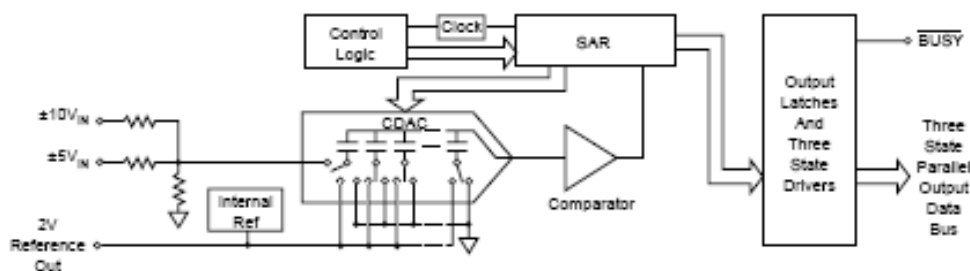 Control
Logic
Clock
SAR
BUSY
Output
Latches
And
Three
State
Drivers
Three
State
Parallel
Output
Data
Bus
CDAC
±10VIN
±5VIN
Comparator
Internal
Ref
2V
Reference
Out